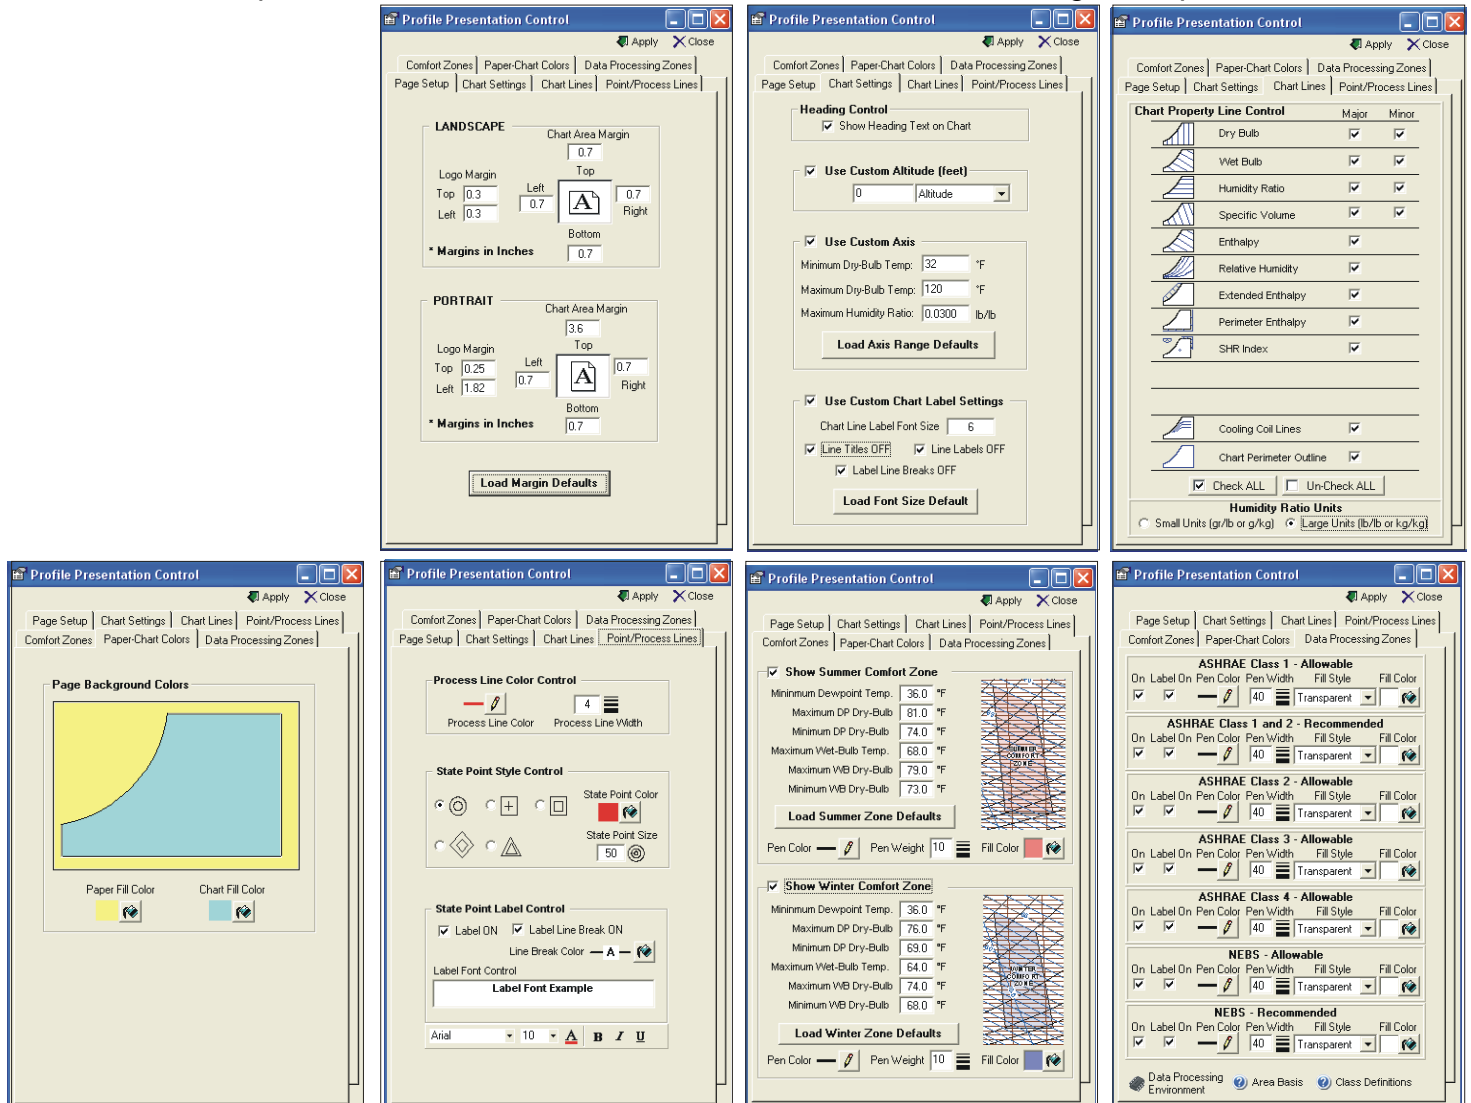 Profile Presentation Control
Apply Close
Comfort Zones Paper-Chart Colors Data Processing Zones
Page Setup Chart Settings Chart Lines Point/Process Lines
LANDSCAPE
Chart Area Margin
0.7
Top
Logo Margin
Top 0.3
Left 0.3
Left
0.7
A
0.7
Right
Bottom
0.7
* Margins in Inches
PORTRAIT
Chart Area Margin
3.6
Top
Logo Margin
Top 0.25
Left 1.82
Left
0.7
A
0.7
Right
Bottom
0.7
* Margins in Inches
Load Margin Defaults
Profile Presentation Control
Apply Close
Comfort Zones Paper-Chart Colors Data Processing Zones
Page Setup Chart Settings Chart Lines Point/Process Lines
Heading Control
Show Heading Text on Chart
Use Custom Altitude (feet)
0 Altitude
Use Custom Axis
Minimum Dry-Bulb Temp: 32 °F
Maximum Dry-Bulb Temp: 120 °F
Maximum Humidity Ratio: 0.0300 lb/lb
Load Axis Range Defaults
Use Custom Chart Label Settings
Chart Line Label Font Size 6
Line Titles OFF Line Labels OFF
Label Line Breaks OFF
Load Font Size Default
Profile Presentation Control
Apply Close
Comfort Zones Paper-Chart Colors Data Processing Zones
Page Setup Chart Settings Chart Lines Point/Process Lines
Chart Property Line Control Major Minor
Dry Bulb
Wet Bulb
Humidity Ratio
Specific Volume
Enthalpy
Relative Humidity
Extended Enthalpy
Perimeter Enthalpy
SHR Index
Cooling Coil Lines
Chart Perimeter Outline
Check ALL Un-Check ALL
Humidity Ratio Units
Small Units (gr/lb or g/kg) Large Units (lb/lb or kg/kg)
Profile Presentation Control
Apply Close
Page Setup Chart Settings Chart Lines Point/Process Lines
Comfort Zones Paper-Chart Colors Data Processing Zones
Page Background Colors
Paper Fill Color Chart Fill Color
Profile Presentation Control
Apply Close
Comfort Zones Paper-Chart Colors Data Processing Zones
Page Setup Chart Settings Chart Lines Point/Process Lines
Process Line Color Control
4
Process Line Color Process Line Width
State Point Style Control
State Point Color
State Point Size
50
State Point Label Control
Label ON Label Line Break ON
Line Break Color A
Label Font Control
Label Font Example
Arial 10 A B I U
Profile Presentation Control
Apply Close
Page Setup Chart Settings Chart Lines Point/Process Lines
Comfort Zones Paper-Chart Colors Data Processing Zones
Show Summer Comfort Zone
Mininmum Dewpoint Temp. 36.0 °F
Maximum DP Dry-Bulb 81.0 °F
Minimum DP Dry-Bulb 74.0 °F
Maximum Wet-Bulb Temp. 68.0 °F
Maximum WB Dry-Bulb 79.0 °F
Minimum WB Dry-Bulb 73.0 °F
SUMMER
COMFORT
ZONE
Load Summer Zone Defaults
Pen Color Pen Weight 10 Fill Color
Show Winter Comfort Zone
Mininmum Dewpoint Temp. 36.0 °F
Maximum DP Dry-Bulb 76.0 °F
Minimum DP Dry-Bulb 69.0 °F
Maximum Wet-Bulb Temp. 64.0 °F
Maximum WB Dry-Bulb 74.0 °F
Minimum WB Dry-Bulb 68.0 °F
WINTER
COMFORT
ZONE
Load Winter Zone Defaults
Pen Color Pen Weight 10 Fill Color
Profile Presentation Control
Apply Close
Page Setup Chart Settings Chart Lines Point/Process Lines
Comfort Zones Paper-Chart Colors Data Processing Zones
ASHRAE Class 1 - Allowable
On Label On Pen Color Pen Width Fill Style Fill Color
40 Transparent
ASHRAE Class 1 and 2 - Recommended
On Label On Pen Color Pen Width Fill Style Fill Color
40 Transparent
ASHRAE Class 2 - Allowable
On Label On Pen Color Pen Width Fill Style Fill Color
40 Transparent
ASHRAE Class 3 - Allowable
On Label On Pen Color Pen Width Fill Style Fill Color
40 Transparent
ASHRAE Class 4 - Allowable
On Label On Pen Color Pen Width Fill Style Fill Color
40 Transparent
NEBS - Allowable
On Label On Pen Color Pen Width Fill Style Fill Color
40 Transparent
NEBS - Recommended
On Label On Pen Color Pen Width Fill Style Fill Color
40 Transparent
Data Processing
Environment
Area Basis Class Definitions